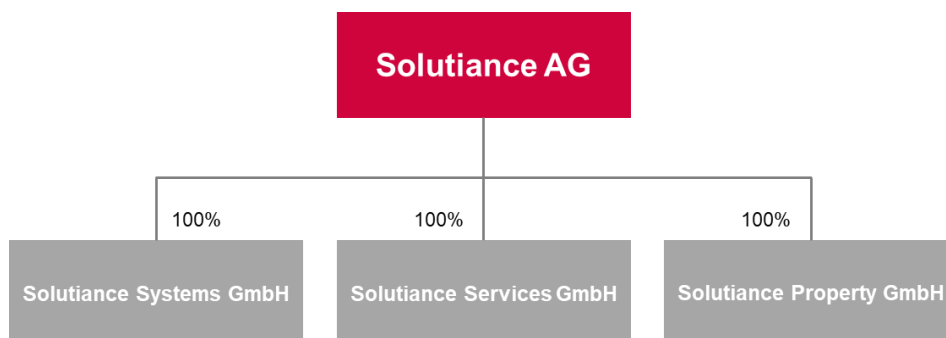 Solutiance AG
100%
100%
100%
Solutiance Systems GmbH
Solutiance Services GmbH
Solutiance Property GmbH